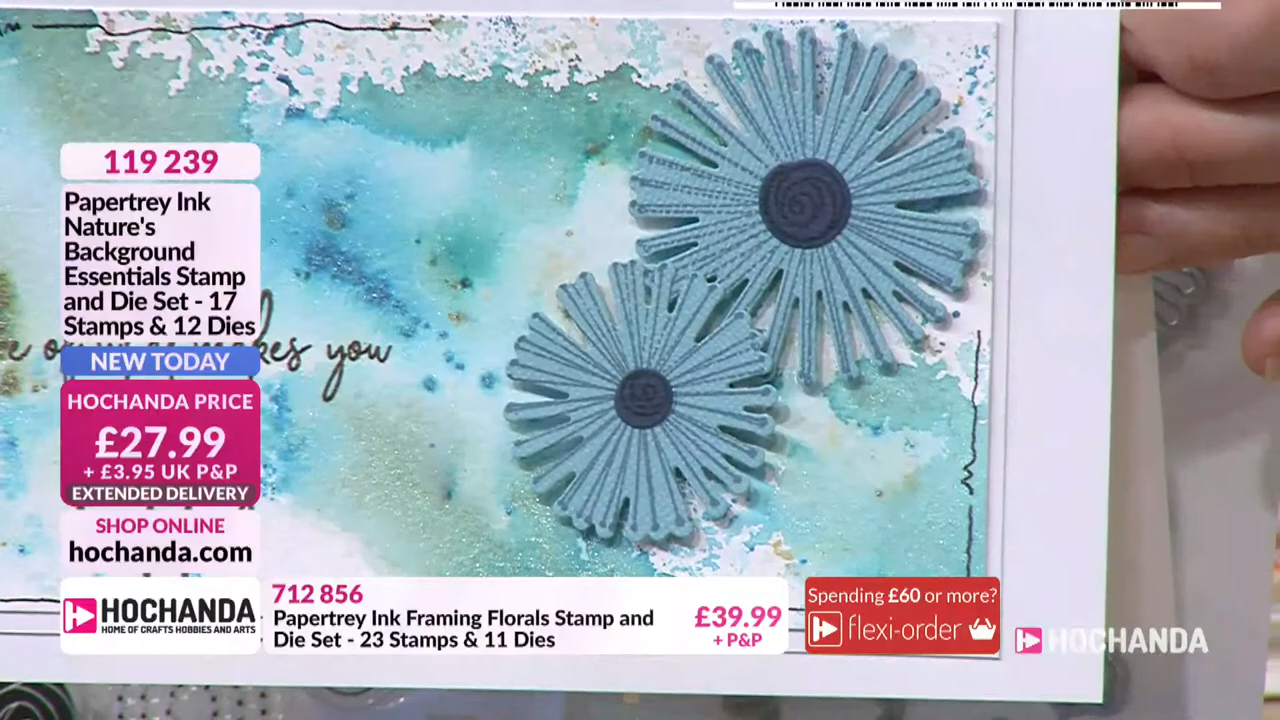 119 239
Papertrey Ink
Nature's
Background
Essentials Stamp
and Die Set - 17
Stamps & 12 Dies
makes you
NEW TODAY
HOCHANDA PRICE
£27.99
+ £3.95 UK P&P
EXTENDED DELIVERY
SHOP ONLINE
hochanda.com
HOCHANDA
HOME OF CRAFTS HOBBIES AND ARTS
712 856
Papertrey Ink Framing Florals Stamp and
Die Set - 23 Stamps & 11 Dies
£39.99
+ P&P
Spending £60 or more?
flexi-order
HOCHANDA